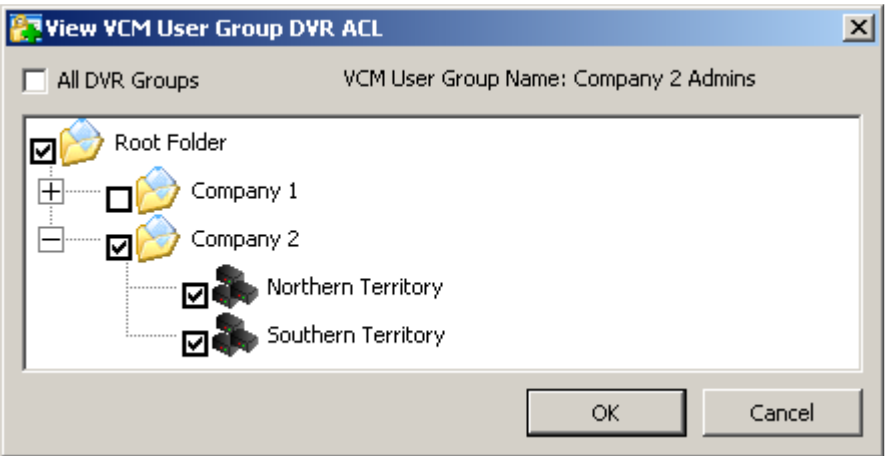 View VCM User Group DVR ACL
All DVR Groups VCM User Group Name: Company 2 Admins
Root Folder
Company 1
Company 2
Northern Territory
Southern Territory
OK Cancel